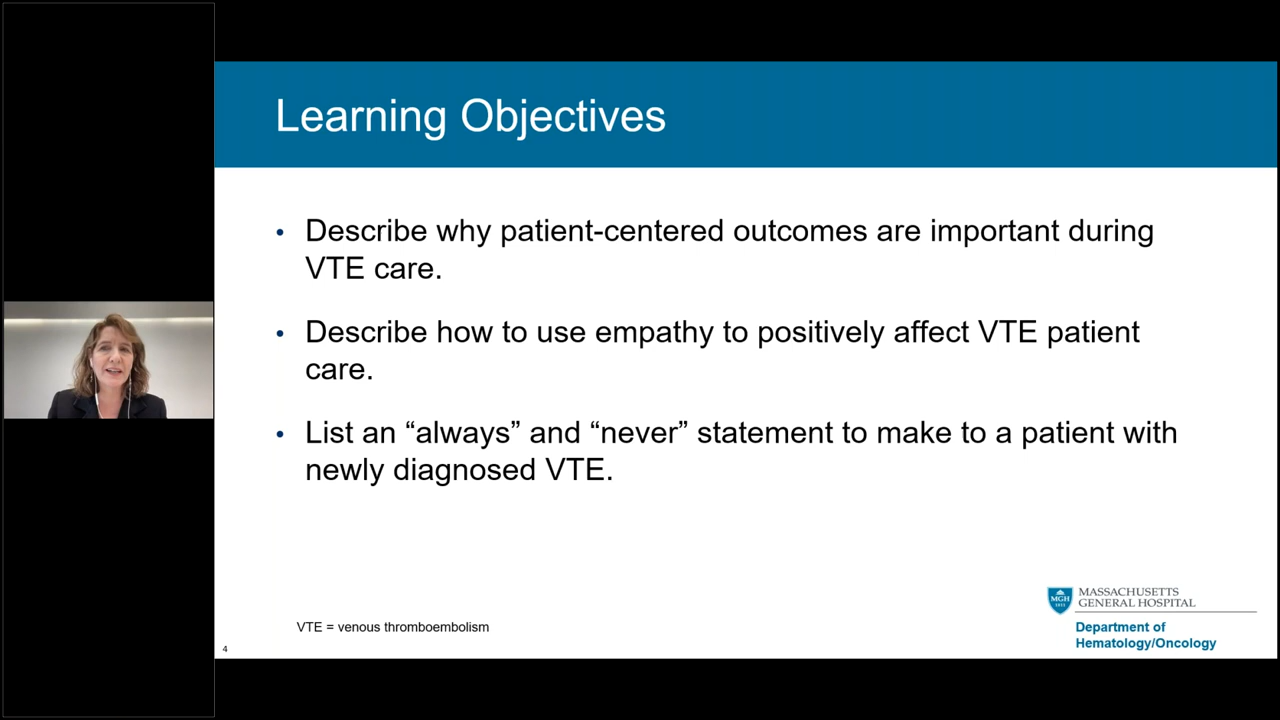 Learning Objectives
• Describe why patient-centered outcomes are important during
VTE care.
• Describe how to use empathy to positively affect VTE patient
care.
• List an “always” and “never” statement to make to a patient with
newly diagnosed VTE.
MGH
1811
MASSACHUSETTS
GENERAL HOSPITAL
Department of
Hematology/Oncology
VTE = venous thromboembolism
4